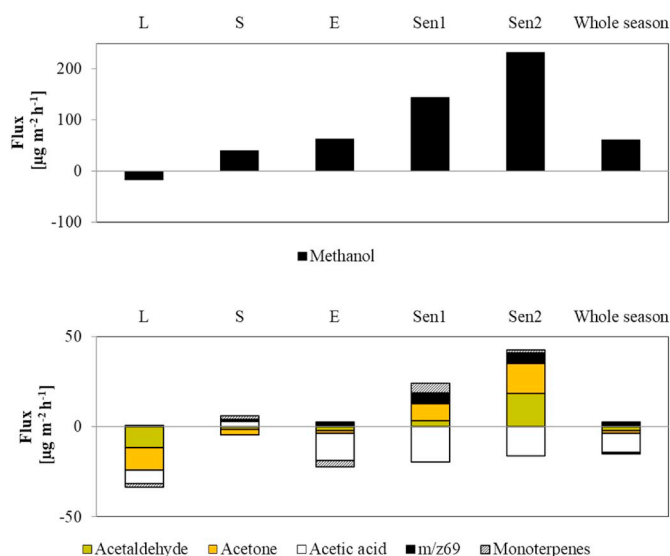 L S E Sen1 Sen2 Whole season
Flux
[µg m⁻² h⁻¹]
200
100
0
-100
Methanol
L S E Sen1 Sen2 Whole season
Flux
[µg m⁻² h⁻¹]
50
0
-50
Acetaldehyde Acetone Acetic acid m/z69 Monoterpenes